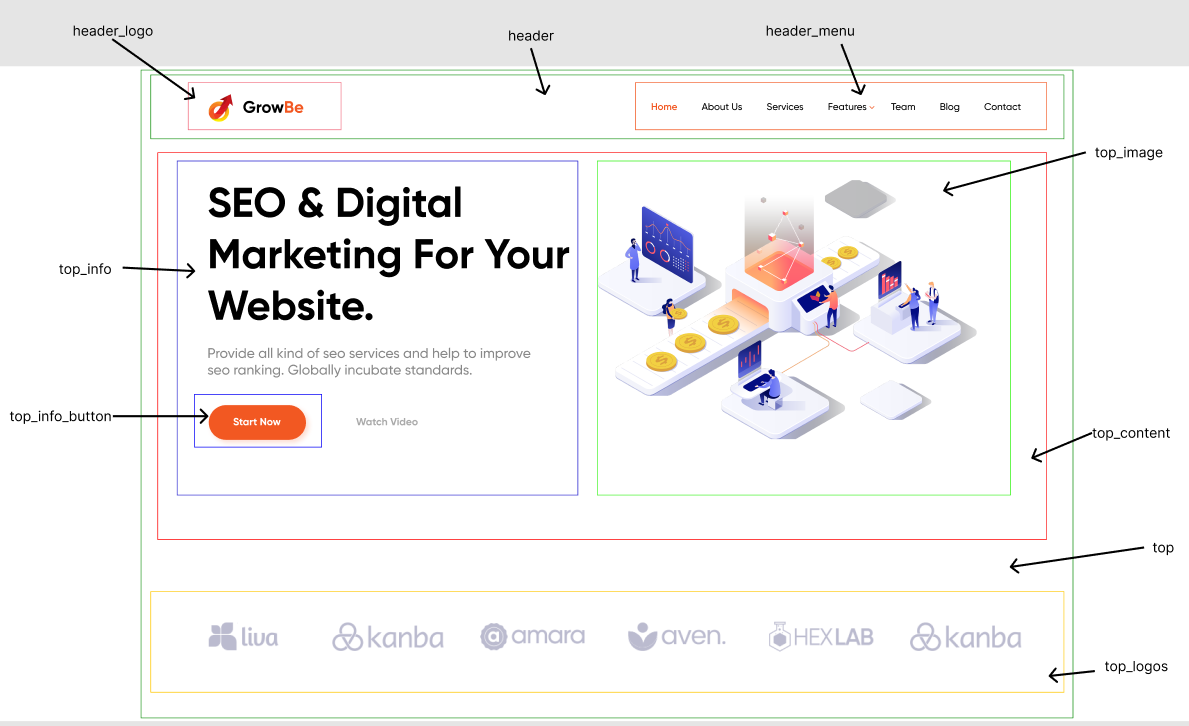 header_logo
header
header_menu
GrowBe
Home About Us Services Features Team Blog Contact
top_image
SEO & Digital
Marketing For Your
Website.
top_info
Provide all kind of seo services and help to improve
seo ranking. Globally incubate standards.
top_info_button
Start Now
Watch Video
top_content
top
liva kanba amara aven. HEXLAB kanba
top_logos